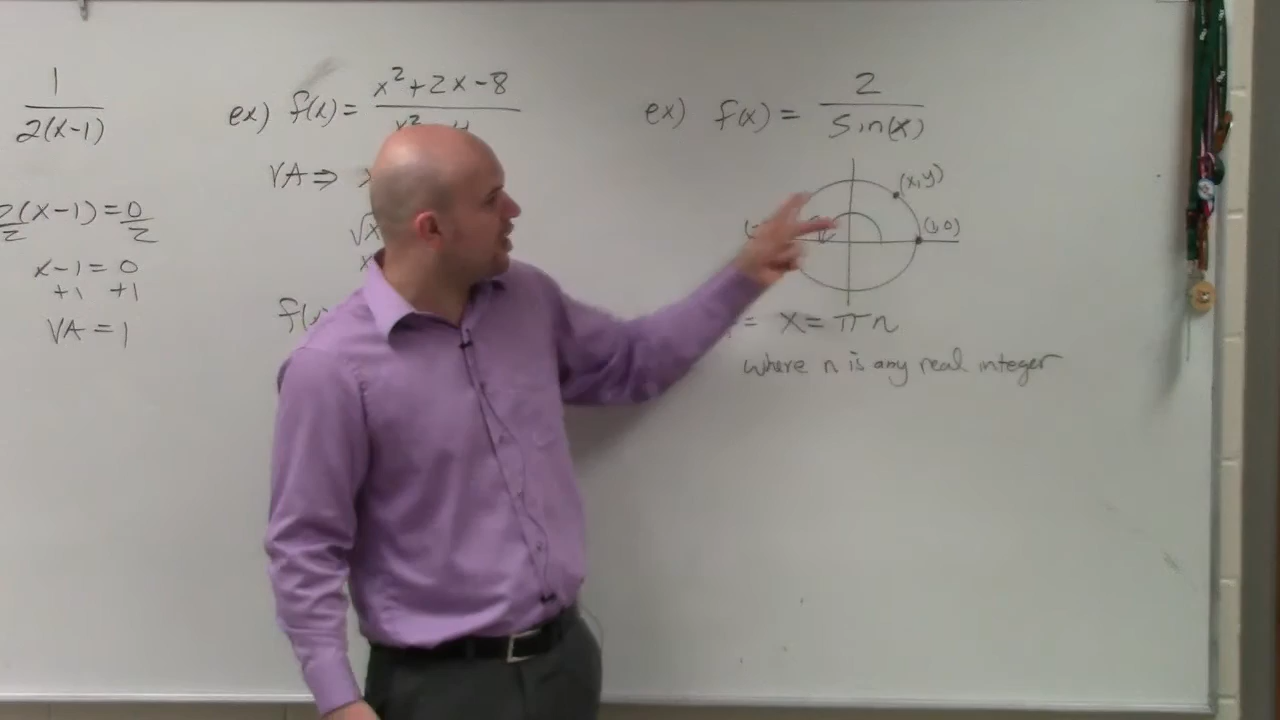 1
2(x-1)
2(x-1)=0
2 2
x-1=0
+1 +1
VA=1
ex) f(x)= x²+2x-8
VA⇒ x
√x
x
ex) f(x)= 2
sin(x)
(x,y)
(1,0)
= x=πn
where n is any real integer